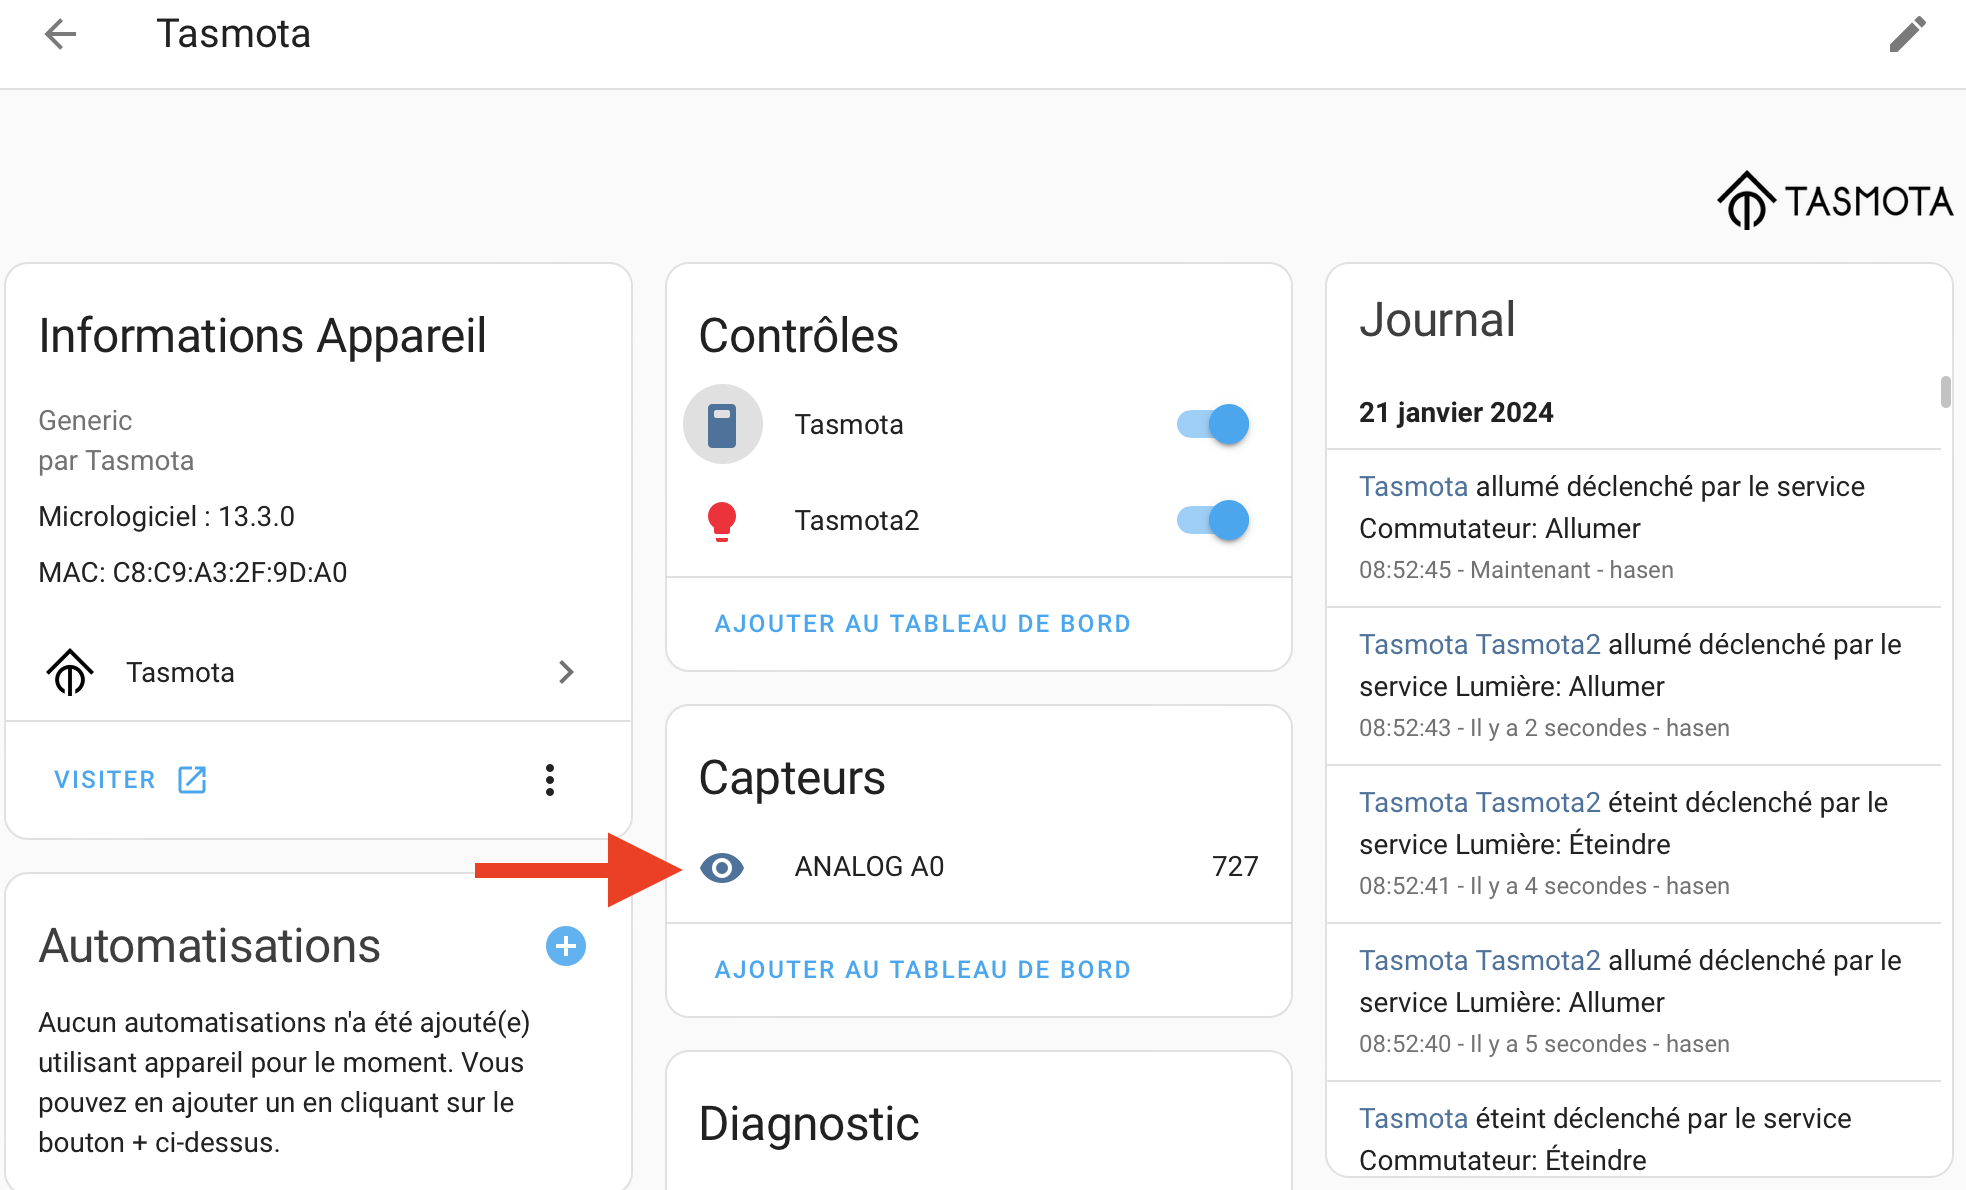 Tasmota
TASMOTA
Informations Appareil
Generic
par Tasmota
Micrologiciel : 13.3.0
MAC: C8:C9:A3:2F:9D:A0
Tasmota
VISITER
Automatisations
Aucun automatisations n'a été ajouté(e)
utilisant appareil pour le moment. Vous
pouvez en ajouter un en cliquant sur le
bouton + ci-dessus.
Contrôles
Tasmota
Tasmota2
AJOUTER AU TABLEAU DE BORD
Capteurs
ANALOG A0 727
AJOUTER AU TABLEAU DE BORD
Diagnostic
Journal
21 janvier 2024
Tasmota allumé déclenché par le service
Commutateur: Allumer
08:52:45 - Maintenant - hasen
Tasmota Tasmota2 allumé déclenché par le
service Lumière: Allumer
08:52:43 - Il y a 2 secondes - hasen
Tasmota Tasmota2 éteint déclenché par le
service Lumière: Éteindre
08:52:41 - Il y a 4 secondes - hasen
Tasmota Tasmota2 allumé déclenché par le
service Lumière: Allumer
08:52:40 - Il y a 5 secondes - hasen
Tasmota éteint déclenché par le service
Commutateur: Éteindre